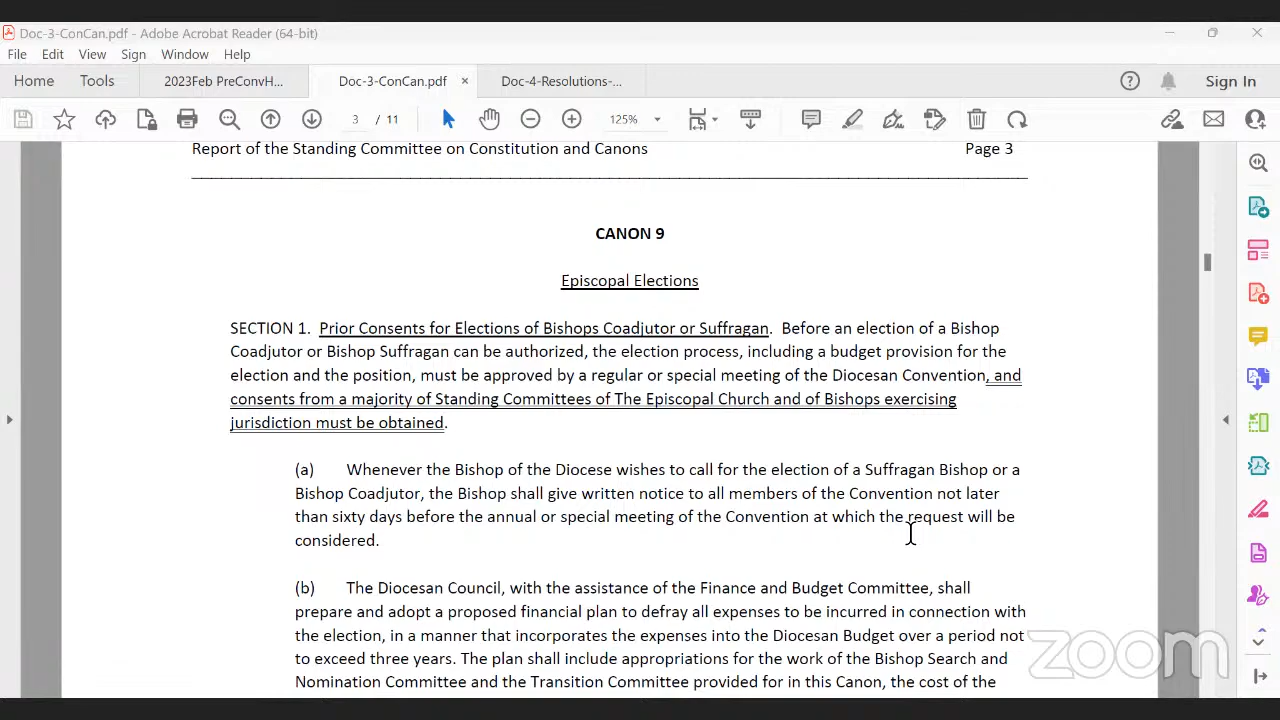 Doc-3-ConCan.pdf - Adobe Acrobat Reader (64-bit)
File Edit View Sign Window Help
Home Tools 2023Feb PreConvH... Doc-3-ConCan.pdf × Doc-4-Resolutions-... Sign In
3 / 11 125%
Report of the Standing Committee on Constitution and Canons Page 3
CANON 9
Episcopal Elections
SECTION 1. Prior Consents for Elections of Bishops Coadjutor or Suffragan. Before an election of a Bishop
Coadjutor or Bishop Suffragan can be authorized, the election process, including a budget provision for the
election and the position, must be approved by a regular or special meeting of the Diocesan Convention, and
consents from a majority of Standing Committees of The Episcopal Church and of Bishops exercising
jurisdiction must be obtained.
(a) Whenever the Bishop of the Diocese wishes to call for the election of a Suffragan Bishop or a
Bishop Coadjutor, the Bishop shall give written notice to all members of the Convention not later
than sixty days before the annual or special meeting of the Convention at which the request will be
considered.
(b) The Diocesan Council, with the assistance of the Finance and Budget Committee, shall
prepare and adopt a proposed financial plan to defray all expenses to be incurred in connection with
the election, in a manner that incorporates the expenses into the Diocesan Budget over a period not
to exceed three years. The plan shall include appropriations for the work of the Bishop Search and
Nomination Committee and the Transition Committee provided for in this Canon, the cost of the
zoom